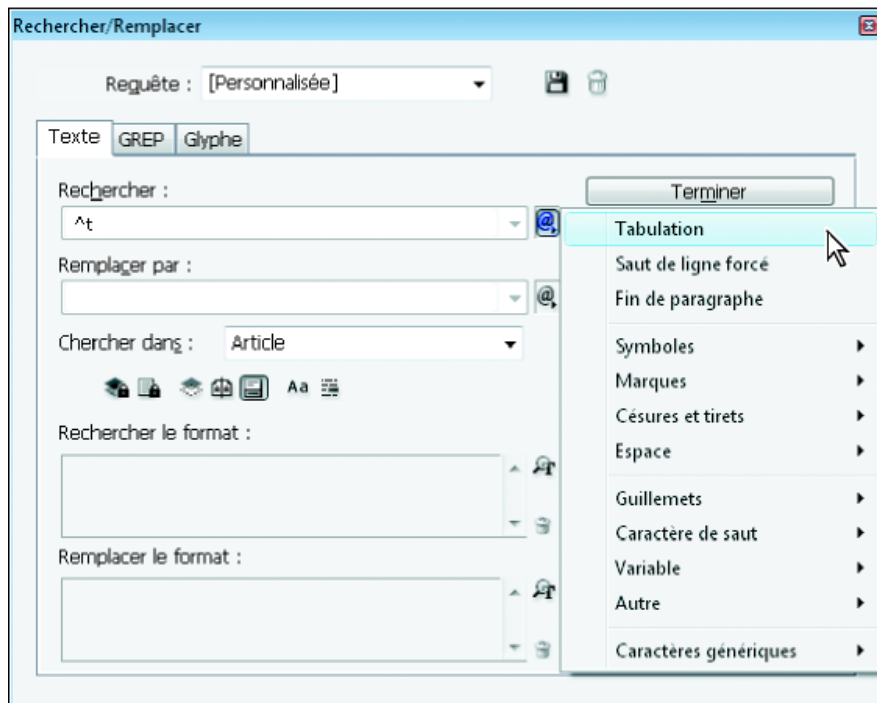 Rechercher/Remplacer
Requête : [Personnalisée]
Texte GREP Glyphe
Rechercher :
Terminer
^t
@
Tabulation
Saut de ligne forcé
Fin de paragraphe
Remplacer par :
@
Chercher dans : Article
Symboles
Marques
Aa
Césures et tirets
Rechercher le format :
Espace
Guillemets
Caractère de saut
Remplacer le format :
Variable
Autre
Caractères génériques